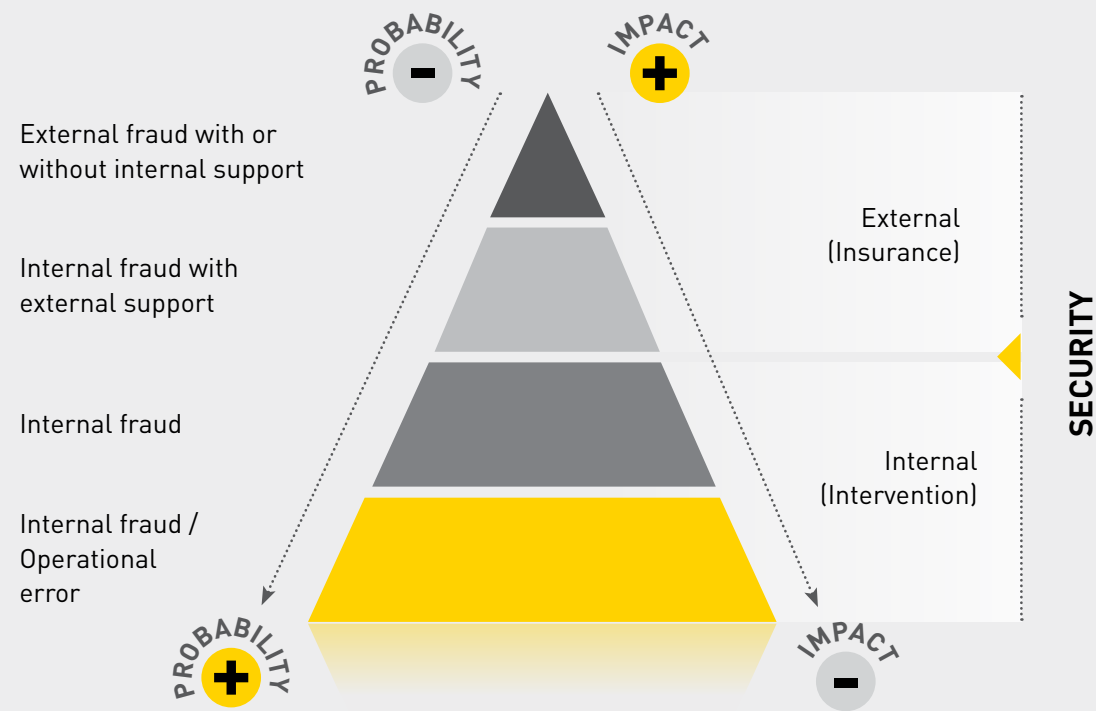 PROBABILITY
-
IMPACT
+
External fraud with or
without internal support
External
(Insurance)
Internal fraud with
external support
SECURITY
Internal fraud
Internal
(Intervention)
Internal fraud /
Operational
error
PROBABILITY
+
IMPACT
-